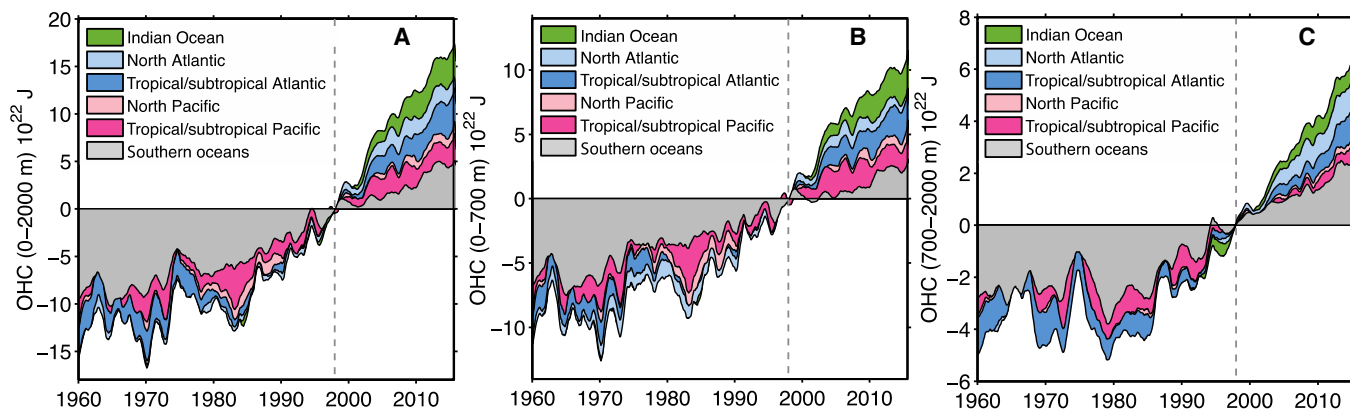 A
OHC (0–2000 m) 10²² J
20
15
10
5
0
−5
−10
−15
Indian Ocean
North Atlantic
Tropical/subtropical Atlantic
North Pacific
Tropical/subtropical Pacific
Southern oceans
1960 1970 1980 1990 2000 2010
B
OHC (0–700 m) 10²² J
10
5
0
−5
−10
Indian Ocean
North Atlantic
Tropical/subtropical Atlantic
North Pacific
Tropical/subtropical Pacific
Southern oceans
1960 1970 1980 1990 2000 2010
C
OHC (700–2000 m) 10²² J
8
6
4
2
0
−2
−4
−6
Indian Ocean
North Atlantic
Tropical/subtropical Atlantic
North Pacific
Tropical/subtropical Pacific
Southern oceans
1960 1970 1980 1990 2000 2010